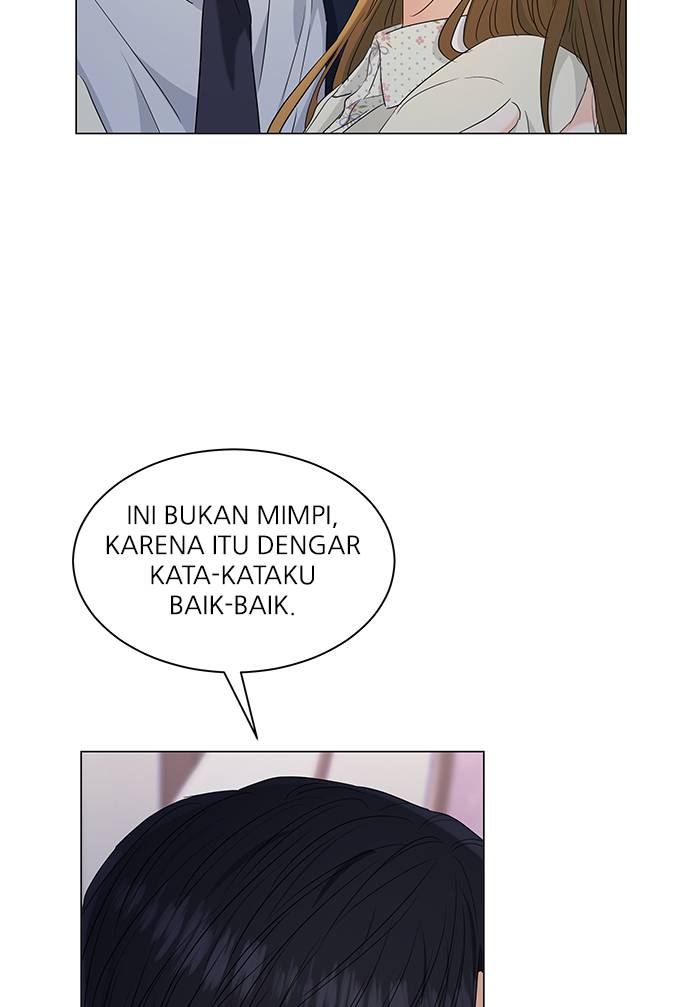 INI BUKAN MIMPI,
KARENA ITU DENGAR
KATA-KATAKU
BAIK-BAIK.